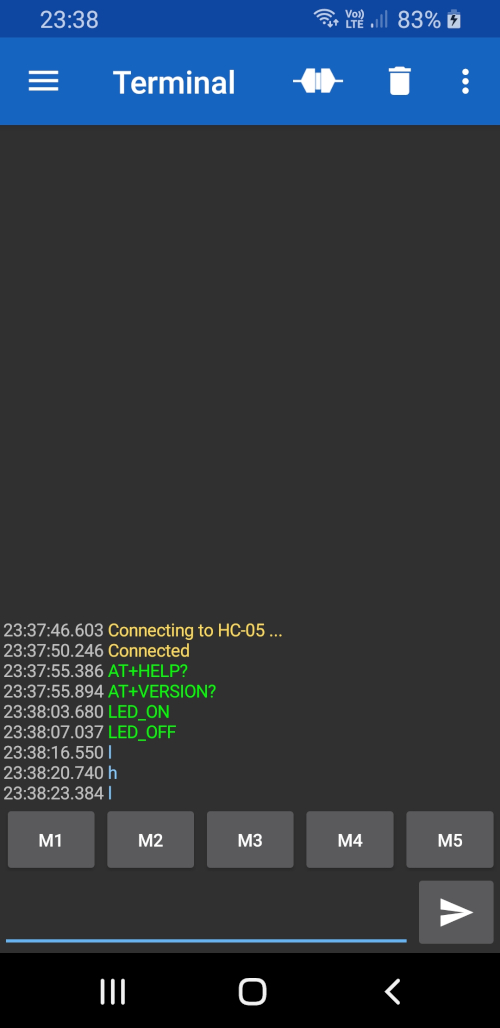 23:38 Vo)) LTE 83%
Terminal
23:37:46.603 Connecting to HC-05 ...
23:37:50.246 Connected
23:37:55.386 AT+HELP?
23:37:55.894 AT+VERSION?
23:38:03.680 LED_ON
23:38:07.037 LED_OFF
23:38:16.550 l
23:38:20.740 h
23:38:23.384 l
M1 M2 M3 M4 M5